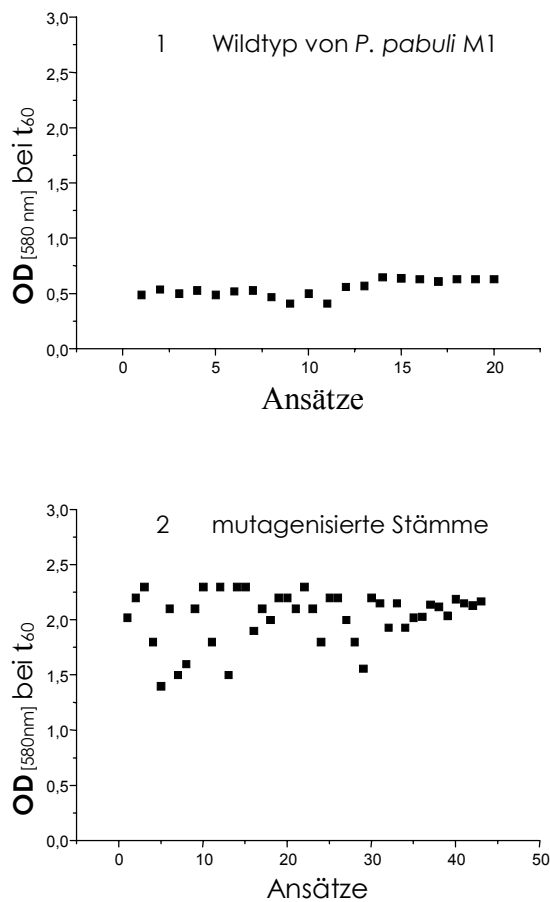 1 Wildtyp von P. pabuli M1
3,0
2,5
2,0
1,5
1,0
0,5
0,0
OD [580 nm] bei t60
0 5 10 15 20
Ansätze
2 mutagenisierte Stämme
3,0
2,5
2,0
1,5
1,0
0,5
0,0
OD [580nm] bei t60
0 10 20 30 40 50
Ansätze